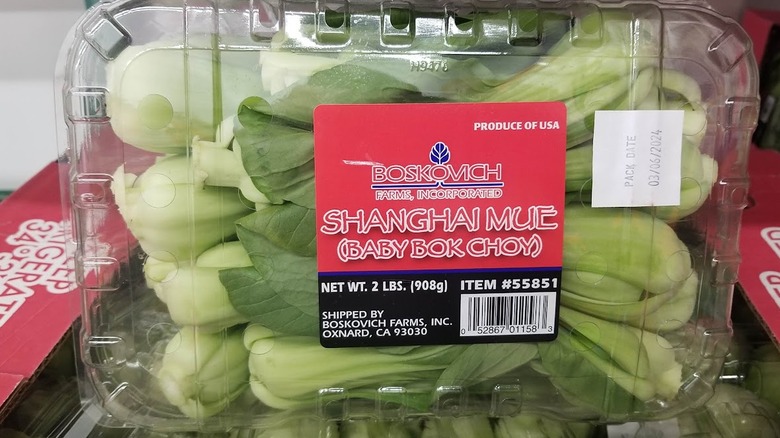 H9476
PRODUCE OF USA
BOSKOVICH
FARMS, INCORPORATED
SHANGHAI MUE
(BABY BOK CHOY)
NET WT. 2 LBS. (908g) ITEM #55851
SHIPPED BY
BOSKOVICH FARMS, INC.
OXNARD, CA 93030
0 52867 01158 3
PACK DATE
03/06/2024